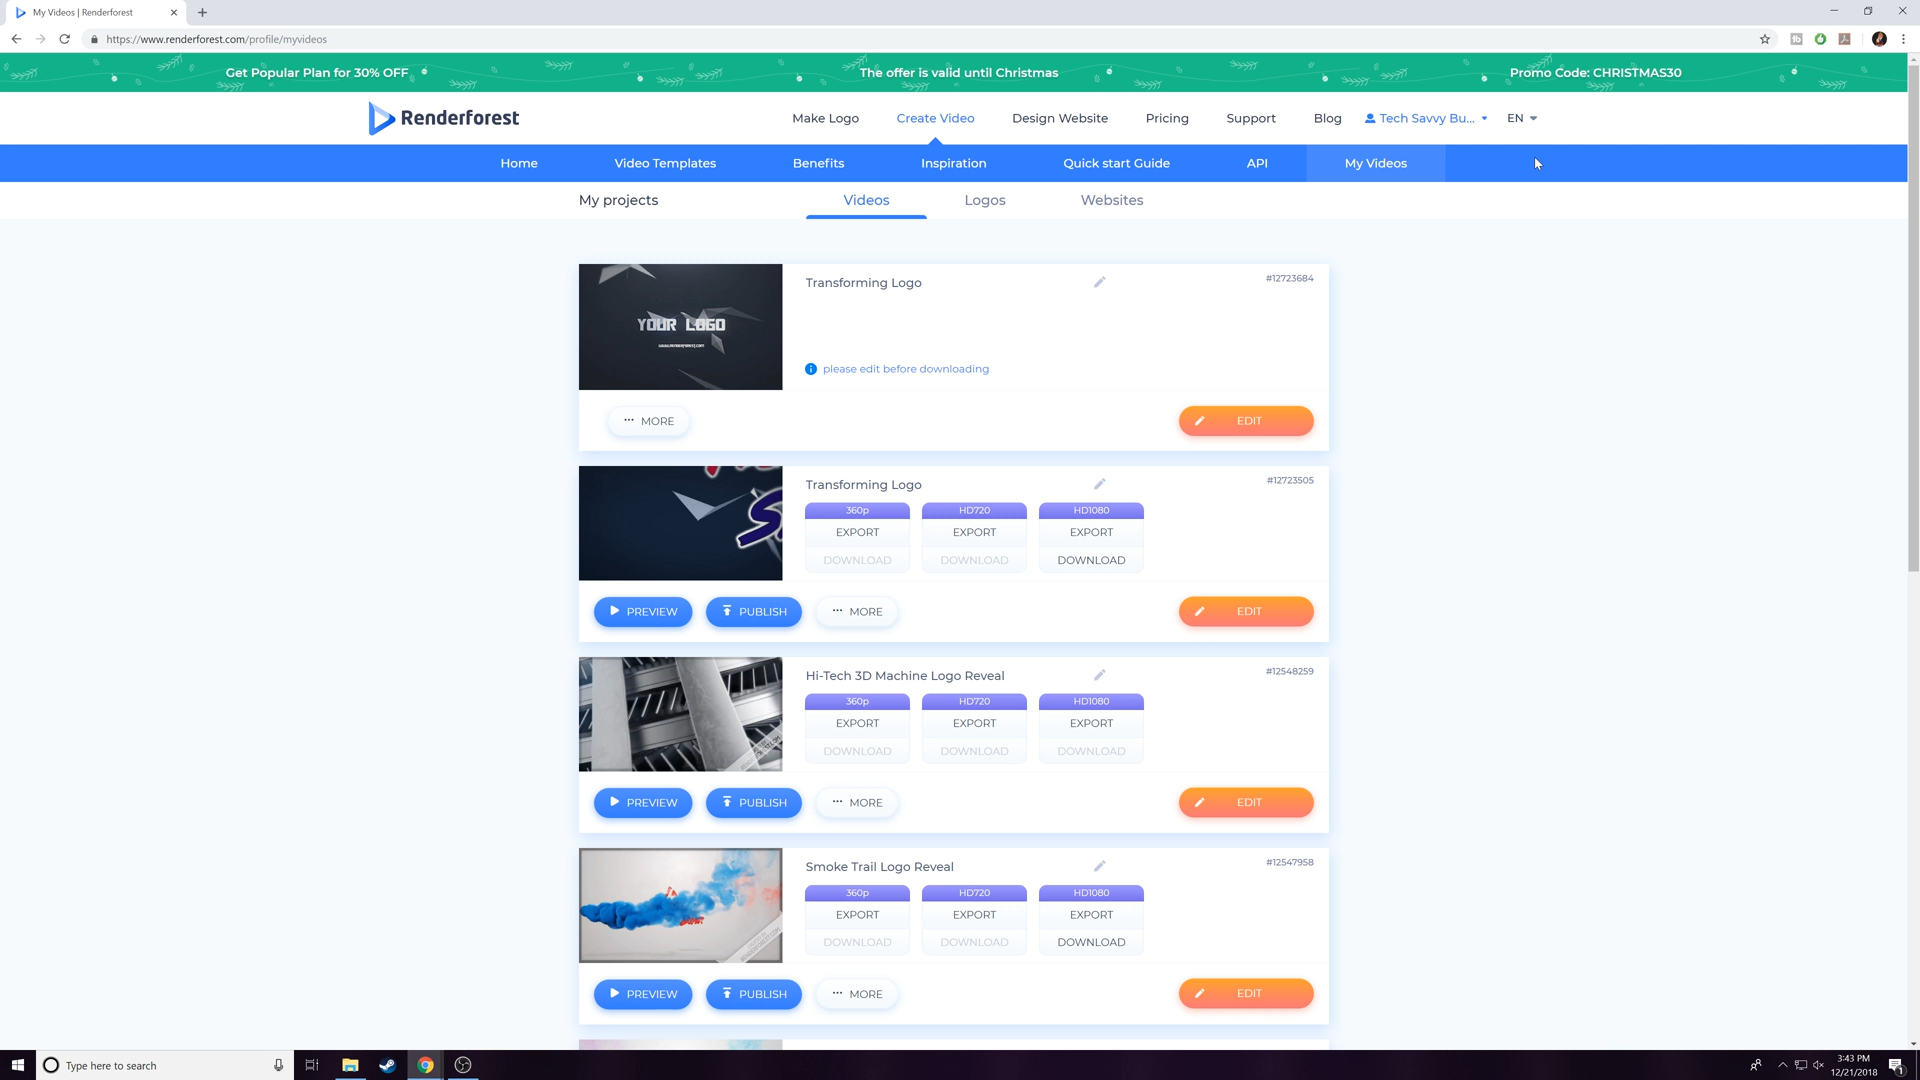 My Videos | Renderforest
https://www.renderforest.com/profile/myvideos
Get Popular Plan for 30% OFF
The offer is valid until Christmas
Promo Code: CHRISTMAS30
Renderforest
Make Logo
Create Video
Design Website
Pricing
Support
Blog
Tech Savvy Bu...
EN
Home
Video Templates
Benefits
Inspiration
Quick start Guide
API
My Videos
My projects
Videos
Logos
Websites
YOUR LOGO
www.renderforest.com
Transforming Logo
#12723684
please edit before downloading
MORE
EDIT
Transforming Logo
#12723505
360p
HD720
HD1080
EXPORT
EXPORT
EXPORT
DOWNLOAD
DOWNLOAD
DOWNLOAD
PREVIEW
PUBLISH
MORE
EDIT
Hi-Tech 3D Machine Logo Reveal
#12548259
360p
HD720
HD1080
EXPORT
EXPORT
EXPORT
DOWNLOAD
DOWNLOAD
DOWNLOAD
PREVIEW
PUBLISH
MORE
EDIT
Smoke Trail Logo Reveal
#12547958
360p
HD720
HD1080
EXPORT
EXPORT
EXPORT
DOWNLOAD
DOWNLOAD
DOWNLOAD
PREVIEW
PUBLISH
MORE
EDIT
Type here to search
3:43 PM
12/21/2018
1